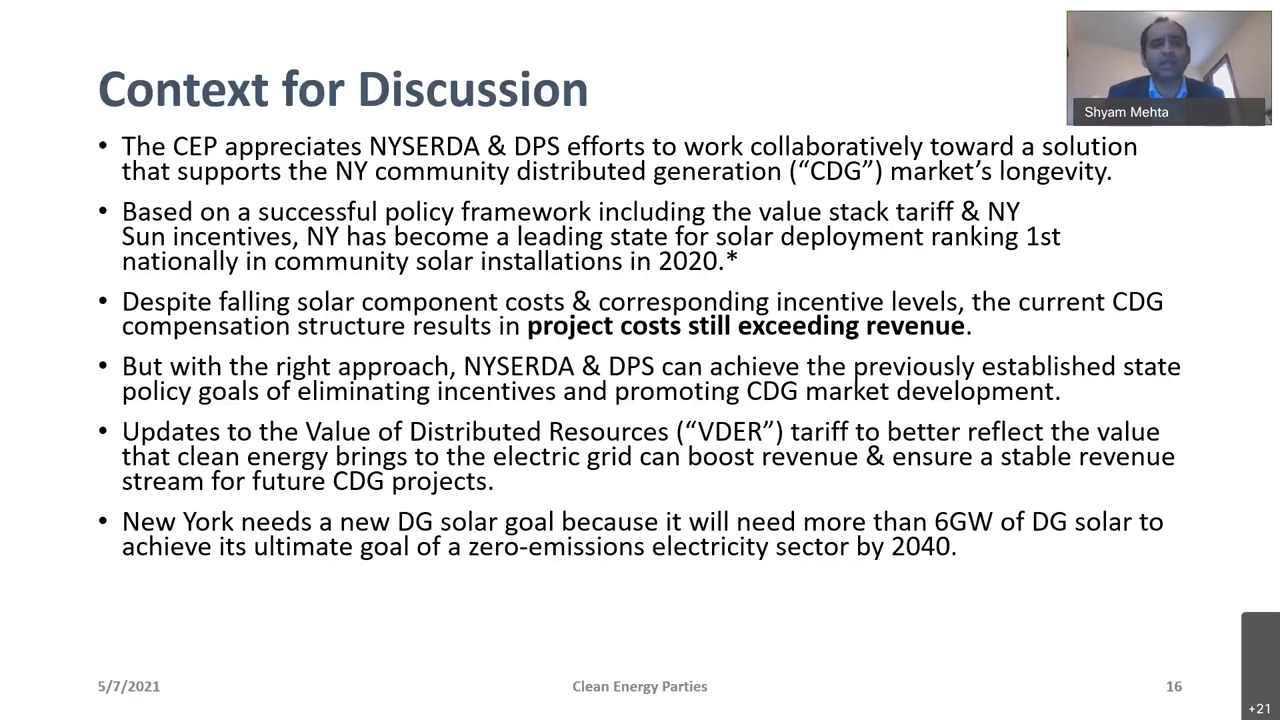 Context for Discussion
Shyam Mehta
• The CEP appreciates NYSERDA & DPS efforts to work collaboratively toward a solution
that supports the NY community distributed generation (“CDG”) market’s longevity.
• Based on a successful policy framework including the value stack tariff & NY
Sun incentives, NY has become a leading state for solar deployment ranking 1st
nationally in community solar installations in 2020.*
• Despite falling solar component costs & corresponding incentive levels, the current CDG
compensation structure results in project costs still exceeding revenue.
• But with the right approach, NYSERDA & DPS can achieve the previously established state
policy goals of eliminating incentives and promoting CDG market development.
• Updates to the Value of Distributed Resources (“VDER”) tariff to better reflect the value
that clean energy brings to the electric grid can boost revenue & ensure a stable revenue
stream for future CDG projects.
• New York needs a new DG solar goal because it will need more than 6GW of DG solar to
achieve its ultimate goal of a zero-emissions electricity sector by 2040.
5/7/2021
Clean Energy Parties
16
+21